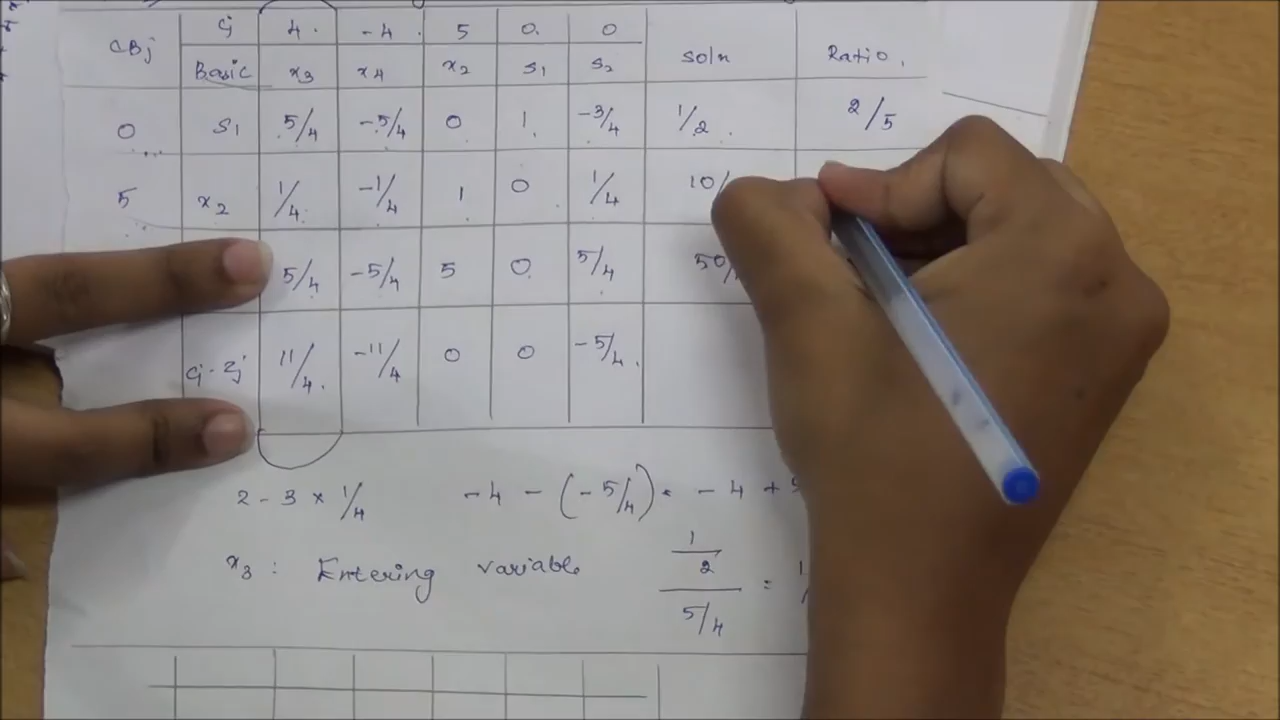 Cj 4 -4 5 0 0
CBj Basic x3 x4 x2 s1 s2 soln Ratio
0 s1 5/4 -5/4 0 1 -3/4 1/2 2/5
5 x2 1/4 -1/4 1 0 1/4 10/
5/4 -5/4 5 0 5/4 50/
Cj - Zj 11/4 -11/4 0 0 -5/4
2 - 3 × 1/4 -4 - (-5/4) = -4 +
x3 : Entering variable 1/2 / 5/4 =